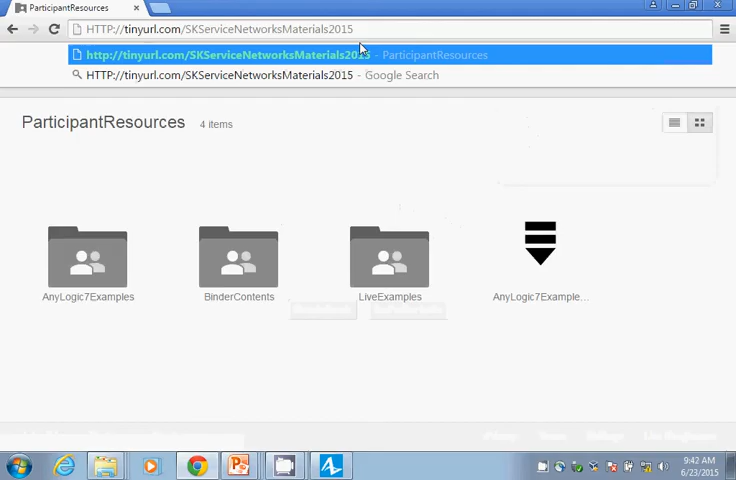 ParticipantResources
HTTP://tinyurl.com/SKServiceNetworksMaterials2015
http://tinyurl.com/SKServiceNetworksMaterials2015 - ParticipantResources
HTTP://tinyurl.com/SKServiceNetworksMaterials2015 - Google Search
ParticipantResources 4 items
AnyLogic7Examples
BinderContents
LiveExamples
AnyLogic7Example...
9:42 AM
6/23/2015